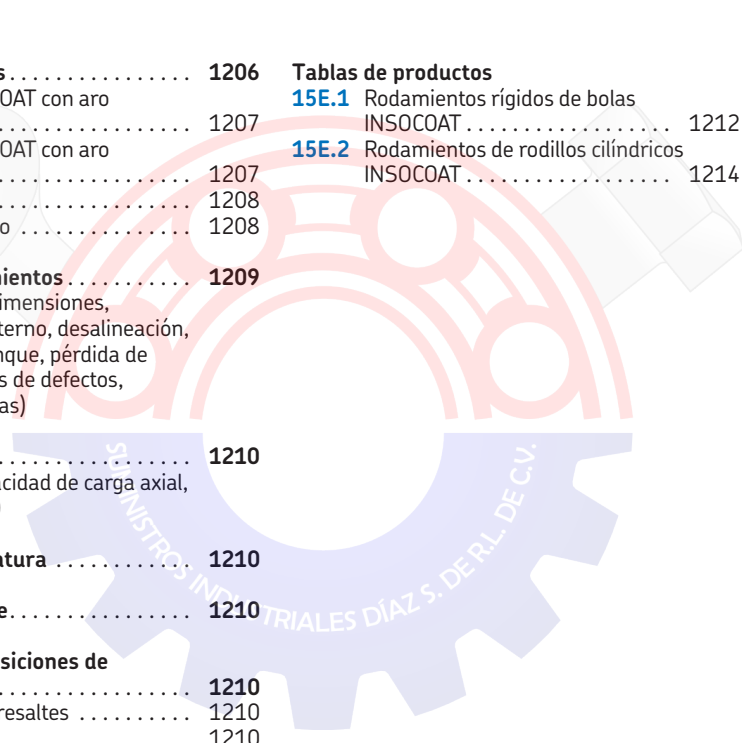 s................ 1206
OAT con aro
................. 1207
OAT con aro
................. 1207
................. 1208
o ............... 1208
mientos........... 1209
imensiones,
terno, desalineación,
nque, pérdida de
s de defectos,
as)
................. 1210
acidad de carga axial,
atura ............ 1210
e................ 1210
siciones de
................. 1210
resaltes .......... 1210
1210
Tablas de productos
15E.1 Rodamientos rígidos de bolas
INSOCOAT.................. 1212
15E.2 Rodamientos de rodillos cilíndricos
INSOCOAT.................. 1214
SUMINISTROS INDUSTRIALES DÍAZ S. DE R.L. DE C.V.